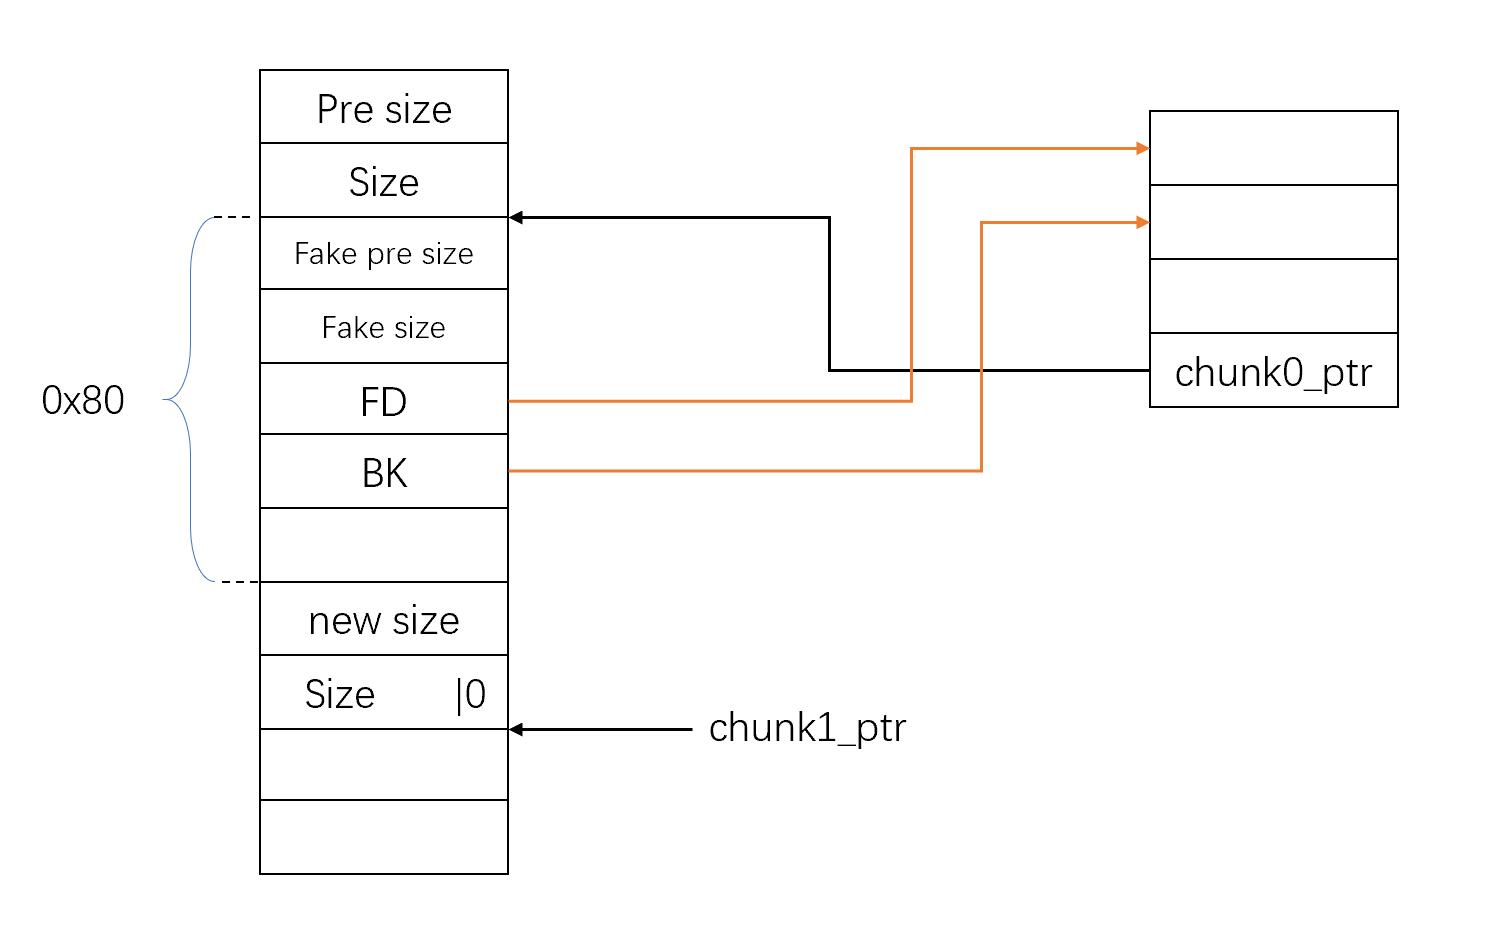 Pre size
Size
Fake pre size
Fake size
FD
BK
new size
Size |0
0x80
chunk0_ptr
chunk1_ptr